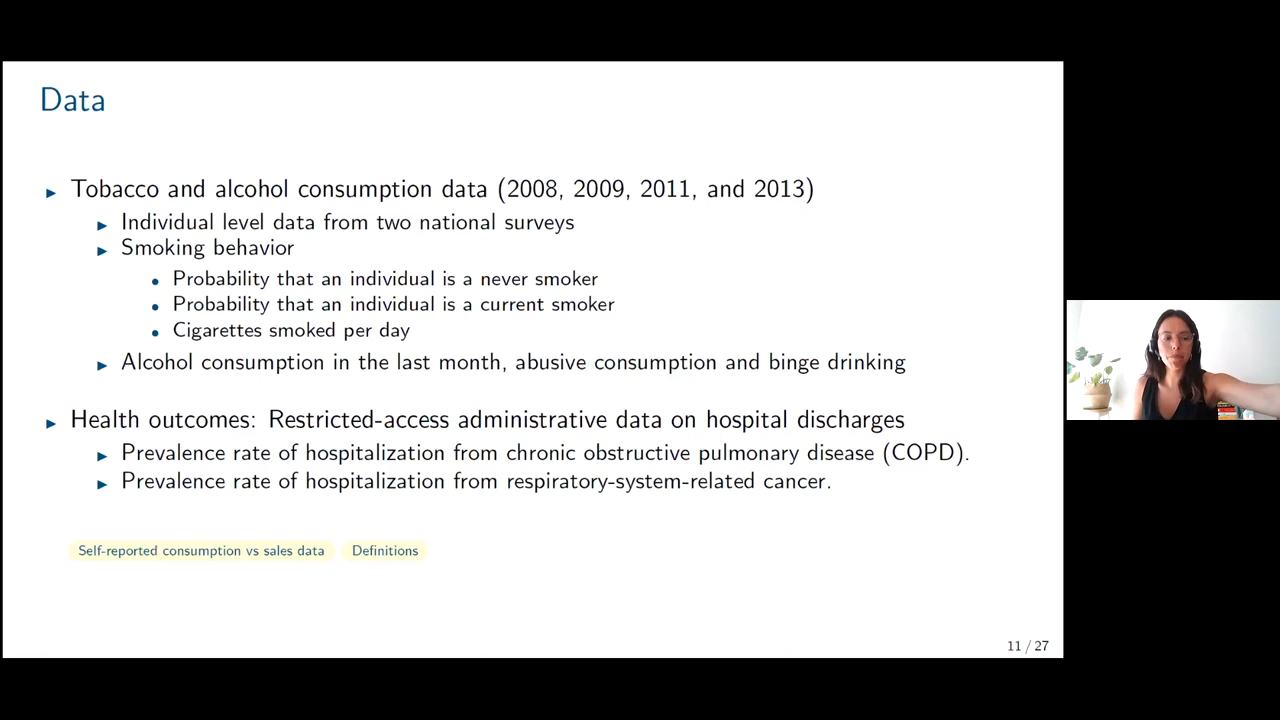 Data
Tobacco and alcohol consumption data (2008, 2009, 2011, and 2013)
Individual level data from two national surveys
Smoking behavior
Probability that an individual is a never smoker
Probability that an individual is a current smoker
Cigarettes smoked per day
Alcohol consumption in the last month, abusive consumption and binge drinking
Health outcomes: Restricted-access administrative data on hospital discharges
Prevalence rate of hospitalization from chronic obstructive pulmonary disease (COPD).
Prevalence rate of hospitalization from respiratory-system-related cancer.
Self-reported consumption vs sales data Definitions
11 / 27